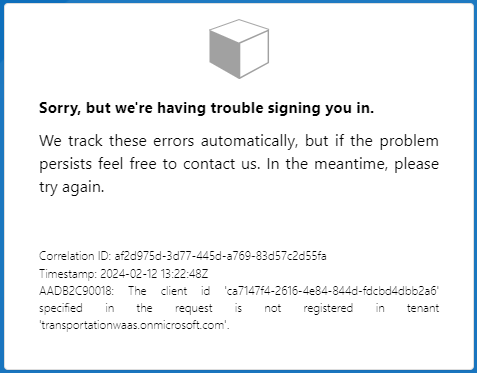 Sorry, but we're having trouble signing you in.
We track these errors automatically, but if the problem
persists feel free to contact us. In the meantime, please
try again.
Correlation ID: af2d975d-3d77-445d-a769-83d57c2d55fa
Timestamp: 2024-02-12 13:22:48Z
AADB2C90018: The client id 'ca7147f4-2616-4e84-844d-fdcbd4dbb2a6'
specified in the request is not registered in tenant
'transportationwaas.onmicrosoft.com'.